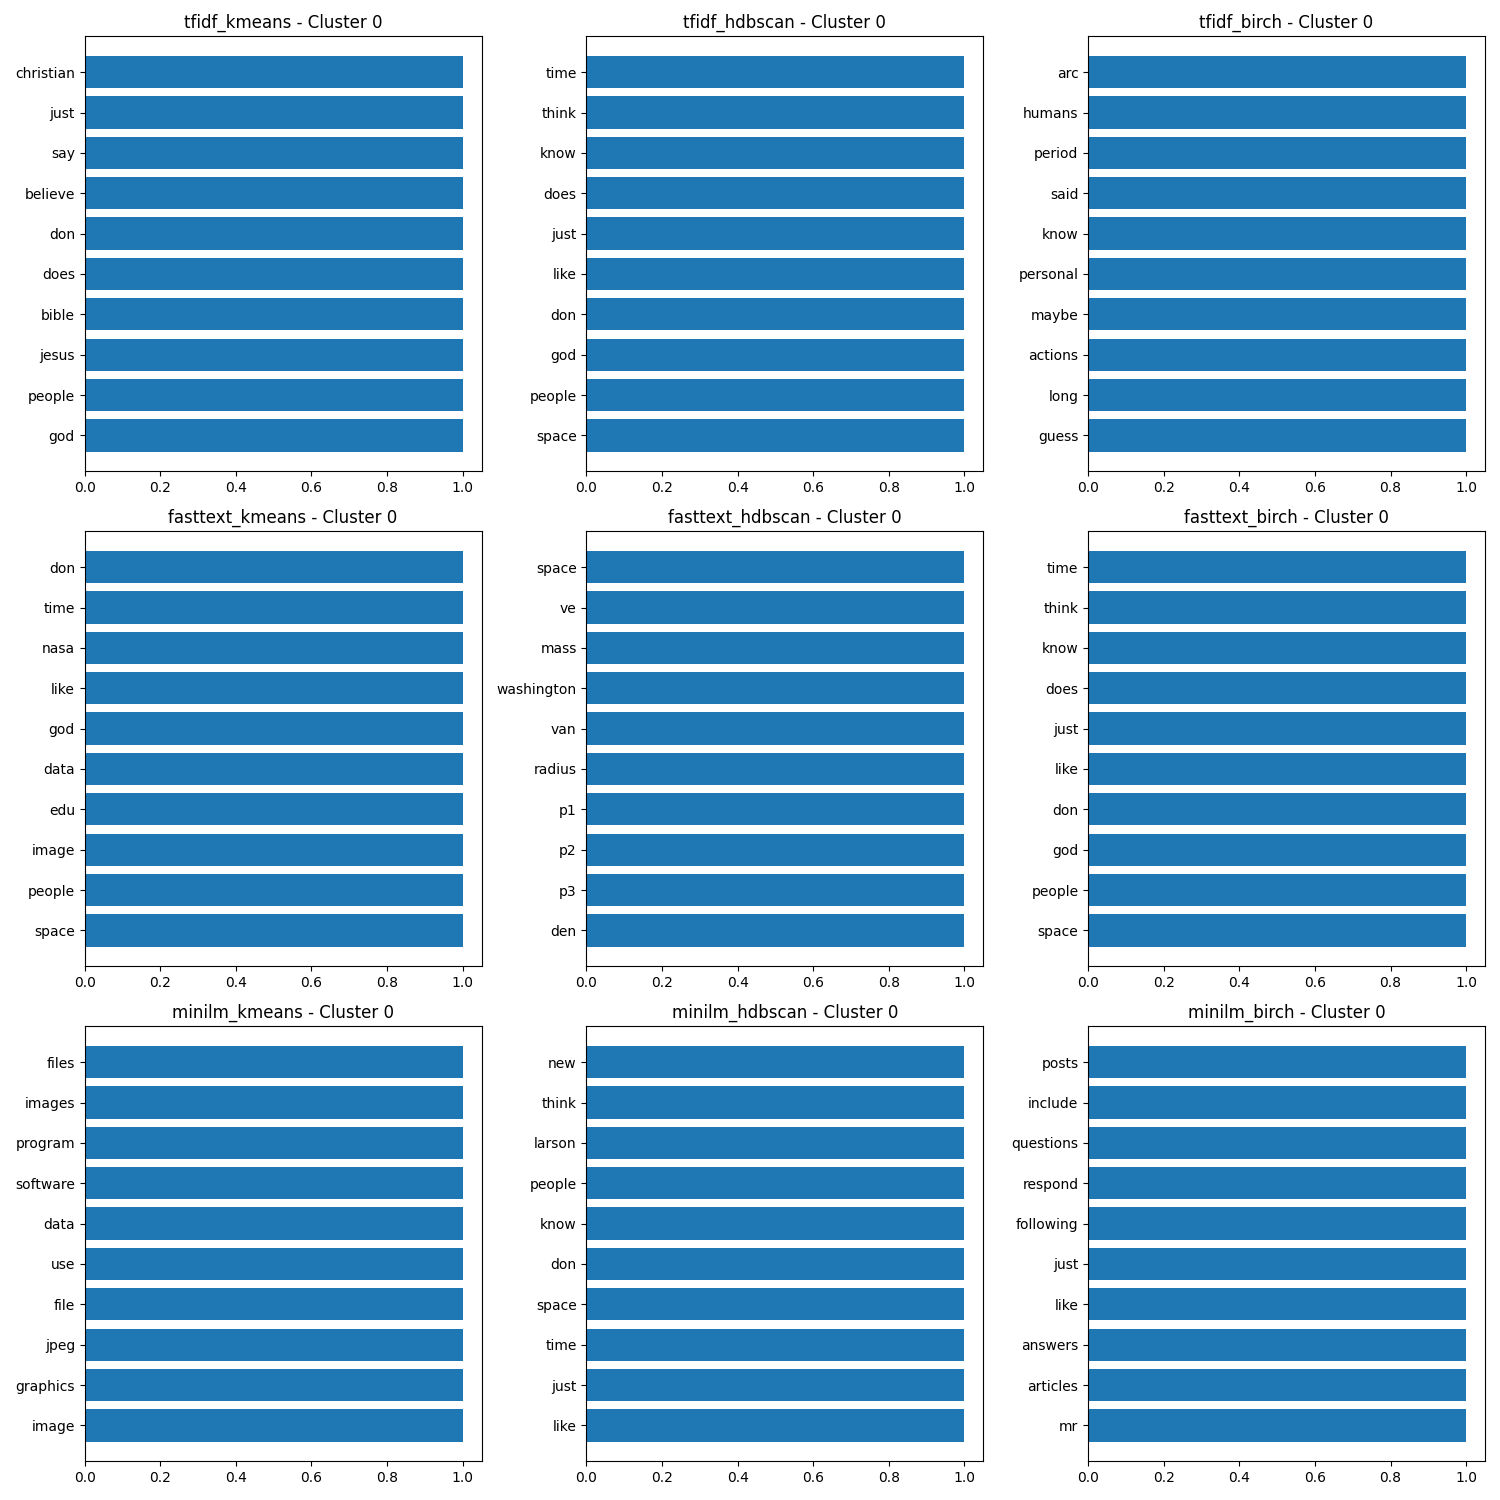 tfidf_kmeans - Cluster 0
christian
just
say
believe
don
does
bible
jesus
people
god
0.0 0.2 0.4 0.6 0.8 1.0
tfidf_hdbscan - Cluster 0
time
think
know
does
just
like
don
god
people
space
0.0 0.2 0.4 0.6 0.8 1.0
tfidf_birch - Cluster 0
arc
humans
period
said
know
personal
maybe
actions
long
guess
0.0 0.2 0.4 0.6 0.8 1.0
fasttext_kmeans - Cluster 0
don
time
nasa
like
god
data
edu
image
people
space
0.0 0.2 0.4 0.6 0.8 1.0
fasttext_hdbscan - Cluster 0
space
ve
mass
washington
van
radius
p1
p2
p3
den
0.0 0.2 0.4 0.6 0.8 1.0
fasttext_birch - Cluster 0
time
think
know
does
just
like
don
god
people
space
0.0 0.2 0.4 0.6 0.8 1.0
minilm_kmeans - Cluster 0
files
images
program
software
data
use
file
jpeg
graphics
image
0.0 0.2 0.4 0.6 0.8 1.0
minilm_hdbscan - Cluster 0
new
think
larson
people
know
don
space
time
just
like
0.0 0.2 0.4 0.6 0.8 1.0
minilm_birch - Cluster 0
posts
include
questions
respond
following
just
like
answers
articles
mr
0.0 0.2 0.4 0.6 0.8 1.0